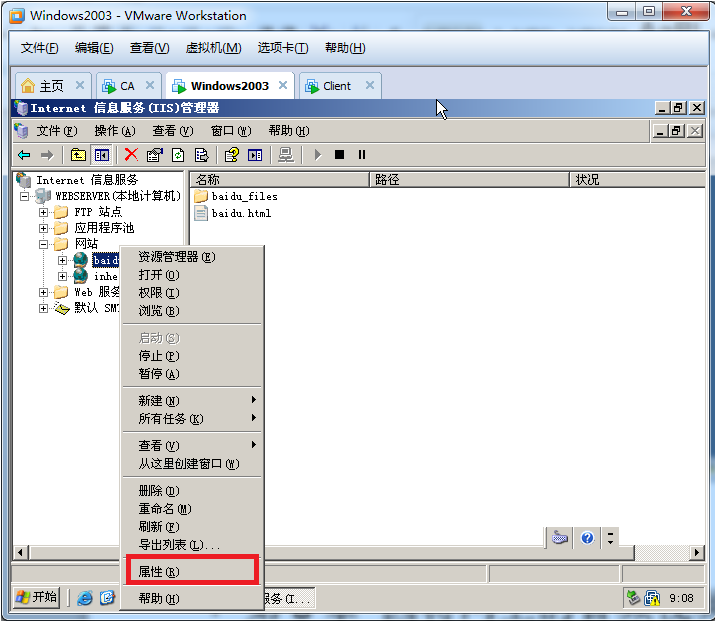 Windows2003 - VMware Workstation
文件(F) 编辑(E) 查看(V) 虚拟机(M) 选项卡(T) 帮助(H)
主页 CA Windows2003 Client
Internet 信息服务(IIS)管理器
文件(F) 操作(A) 查看(V) 窗口(W) 帮助(H)
Internet 信息服务
WEBSERVER(本地计算机)
FTP 站点
应用程序池
网站
baid
inhe
Web 服务
默认 SMT
名称 路径 状况
baidu_files
baidu.html
资源管理器(E)
打开(O)
权限(I)
浏览(B)
启动(S)
停止(P)
暂停(A)
新建(N)
所有任务(K)
查看(V)
从这里创建窗口(W)
删除(D)
重命名(M)
刷新(F)
导出列表(L)...
属性(R)
帮助(H)
开始 服务(I... 9:08